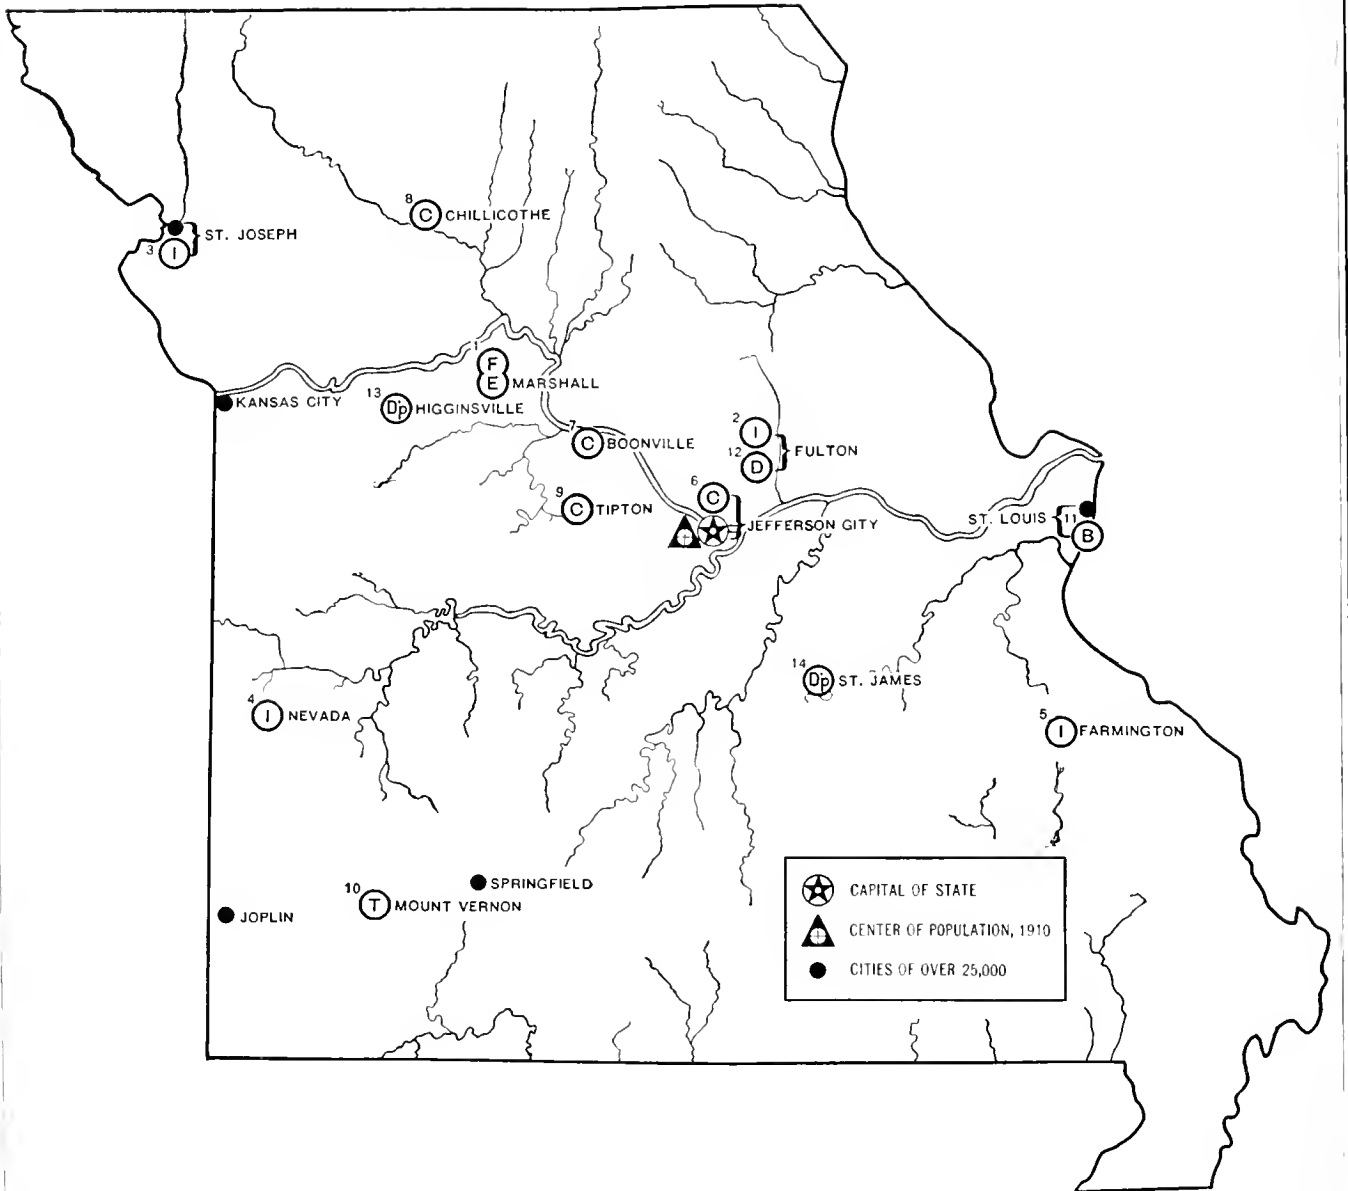 8
C CHILLICOTHE
ST. JOSEPH
3 I
1
F
E MARSHALL
KANSAS CITY
13
Dp HIGGINSVILLE
7
C BOONVILLE
2
I
12
D
FULTON
9
C TIPTON
6
C
JEFFERSON CITY
ST. LOUIS
11
B
14
Dp ST. JAMES
4
I NEVADA
5
I FARMINGTON
SPRINGFIELD
10
T MOUNT VERNON
JOPLIN
CAPITAL OF STATE
CENTER OF POPULATION, 1910
CITIES OF OVER 25,000